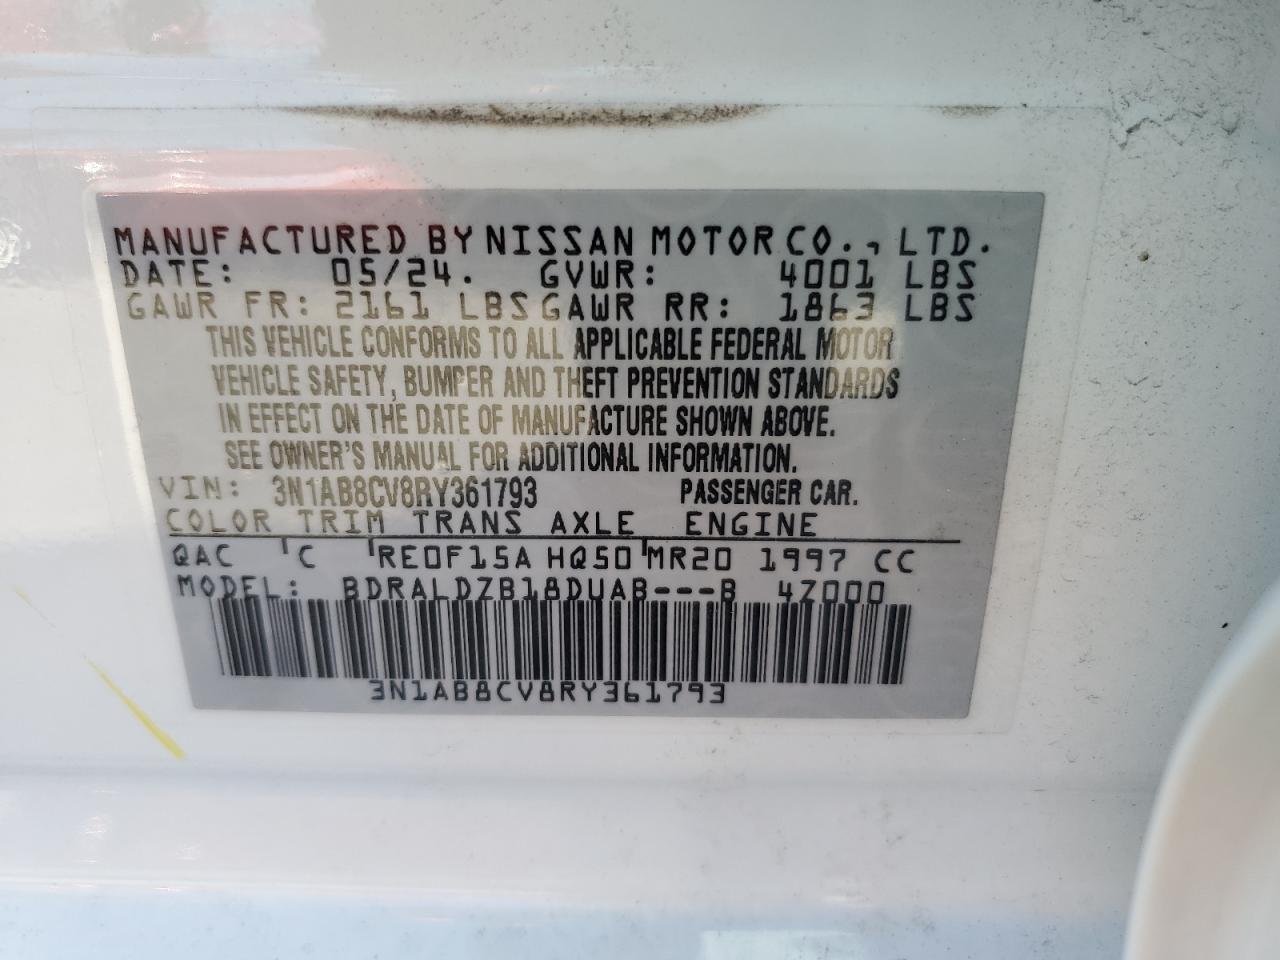 MANUFACTURED BY NISSAN MOTOR CO., LTD.
DATE: 05/24. GVWR: 4001 LBS
GAWR FR: 2161 LBS GAWR RR: 1863 LBS
THIS VEHICLE CONFORMS TO ALL APPLICABLE FEDERAL MOTOR
VEHICLE SAFETY, BUMPER AND THEFT PREVENTION STANDARDS
IN EFFECT ON THE DATE OF MANUFACTURE SHOWN ABOVE.
SEE OWNER'S MANUAL FOR ADDITIONAL INFORMATION.
VIN: 3N1AB8CV8RY361793 PASSENGER CAR.
COLOR TRIM TRANS AXLE ENGINE
QAC C RE0F15A HQ50 MR20 1997 CC
MODEL: BDRALDZB18DUAB---B 4Z000
3N1AB8CV8RY361793